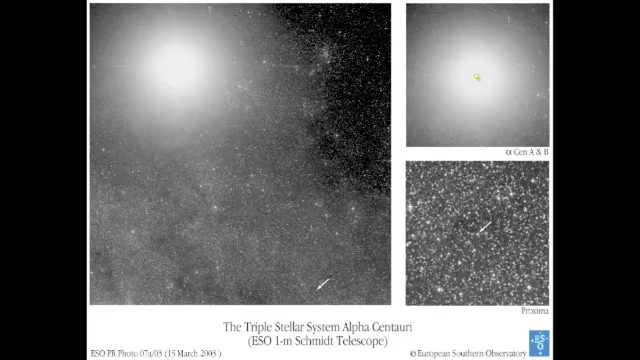 α Cen A & B
Proxima
The Triple Stellar System Alpha Centauri
(ESO 1-m Schmidt Telescope)
ESO PR Photo 07a/03 (15 March 2003)
© European Southern Observatory
ESO